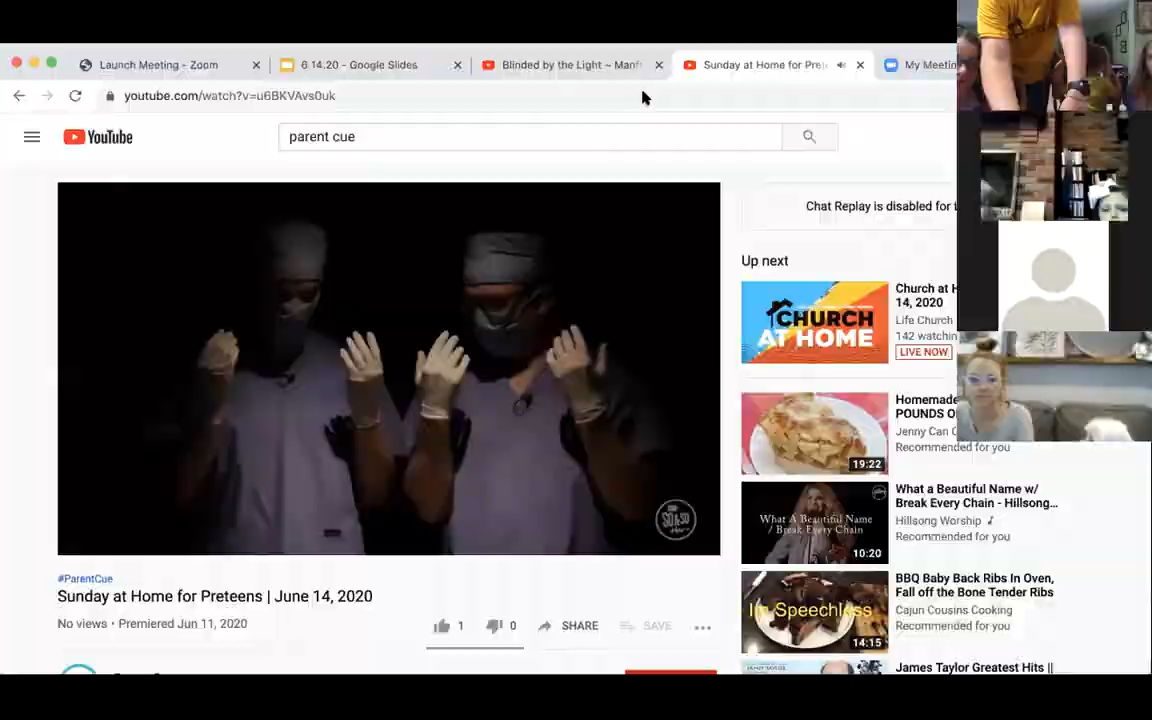 Launch Meeting - Zoom
6.14.20 - Google Slides
Blinded by the Light ~ Manf
Sunday at Home for Pret
My Meetin
youtube.com/watch?v=u6BKVAvs0uk
YouTube
parent cue
Chat Replay is disabled for t
Up next
CHURCH
AT HOME
Church at H
14, 2020
Life Church
142 watchin
LIVE NOW
19:22
Homemade
POUNDS O
Jenny Can C
Recommended for you
What A Beautiful Name
/ Break Every Chain
10:20
What a Beautiful Name w/
Break Every Chain - Hillsong...
Hillsong Worship
Recommended for you
Im Speechless
14:15
BBQ Baby Back Ribs In Oven,
Fall off the Bone Tender Ribs
Cajun Cousins Cooking
Recommended for you
James Taylor Greatest Hits ||
SO&SO
#ParentCue
Sunday at Home for Preteens | June 14, 2020
No views • Premiered Jun 11, 2020
1
0
SHARE
SAVE